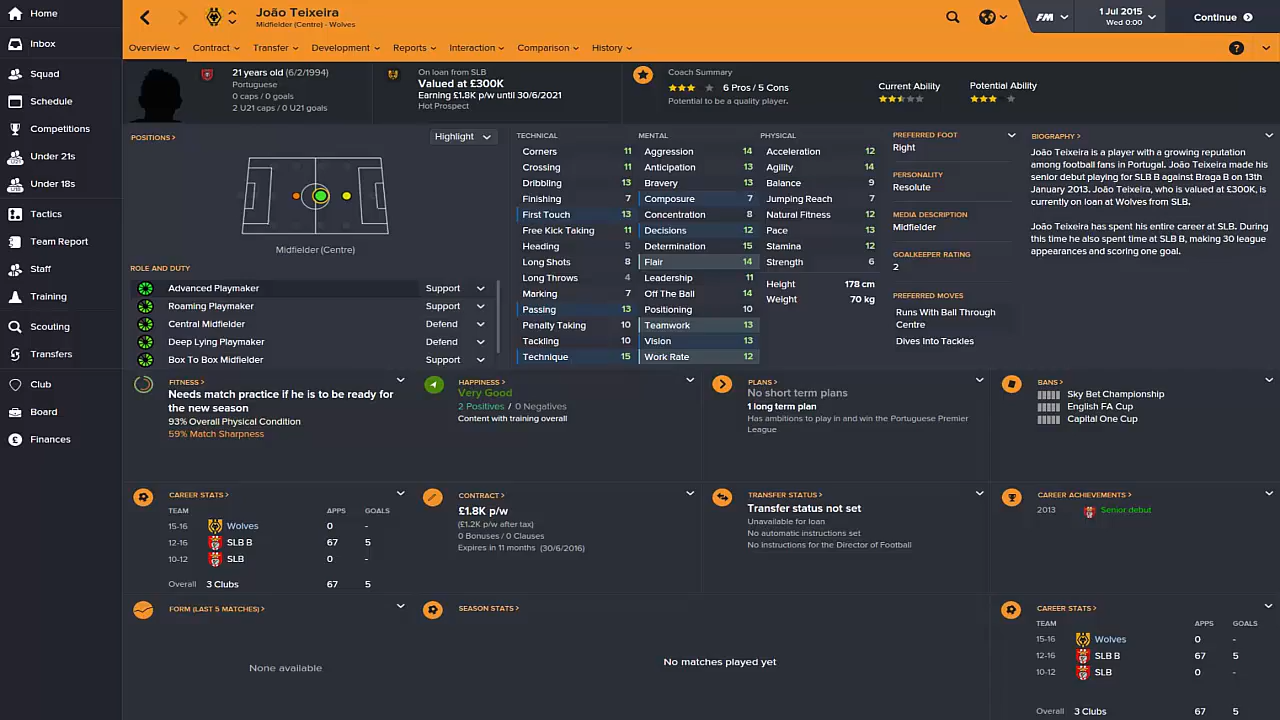 Home
Inbox
Squad
Schedule
Competitions
Under 21s
Under 18s
Tactics
Team Report
Staff
Training
Scouting
Transfers
Club
Board
Finances
João Teixeira
Midfielder (Centre) - Wolves
FM
1 Jul 2015
Wed 0:00
Continue
Overview
Contract
Transfer
Development
Reports
Interaction
Comparison
History
?
21 years old (6/2/1994)
Portuguese
0 caps / 0 goals
2 U21 caps / 0 U21 goals
On loan from SLB
Valued at £300K
Earning £1.8K p/w until 30/6/2021
Hot Prospect
Coach Summary
6 Pros / 5 Cons
Potential to be a quality player.
Current Ability
Potential Ability
POSITIONS >
Highlight
Midfielder (Centre)
ROLE AND DUTY
Advanced Playmaker Support
Roaming Playmaker Support
Central Midfielder Defend
Deep Lying Playmaker Defend
Box To Box Midfielder Support
TECHNICAL
Corners 11
Crossing 11
Dribbling 13
Finishing 7
First Touch 13
Free Kick Taking 11
Heading 5
Long Shots 8
Long Throws 4
Marking 7
Passing 13
Penalty Taking 10
Tackling 10
Technique 15
MENTAL
Aggression 14
Anticipation 13
Bravery 13
Composure 7
Concentration 8
Decisions 12
Determination 15
Flair 14
Leadership 11
Off The Ball 14
Positioning 10
Teamwork 13
Vision 13
Work Rate 12
PHYSICAL
Acceleration 12
Agility 14
Balance 9
Jumping Reach 7
Natural Fitness 12
Pace 13
Stamina 12
Strength 6
Height 178 cm
Weight 70 kg
PREFERRED FOOT
Right
PERSONALITY
Resolute
MEDIA DESCRIPTION
Midfielder
GOALKEEPER RATING
2
PREFERRED MOVES
Runs With Ball Through
Centre
Dives Into Tackles
BIOGRAPHY >
João Teixeira is a player with a growing reputation
among football fans in Portugal. João Teixeira made his
senior debut playing for SLB B against Braga B on 13th
January 2013. João Teixeira, who is valued at £300K, is
currently on loan at Wolves from SLB.
João Teixeira has spent his entire career at SLB. During
this time he also spent time at SLB B, making 30 league
appearances and scoring one goal.
FITNESS >
Needs match practice if he is to be ready for
the new season
93% Overall Physical Condition
59% Match Sharpness
HAPPINESS >
Very Good
2 Positives / 0 Negatives
Content with training overall
PLANS >
No short term plans
1 long term plan
Has ambitions to play in and win the Portuguese Premier
League
BANS >
Sky Bet Championship
English FA Cup
Capital One Cup
CAREER STATS >
TEAM APPS GOALS
15-16 Wolves 0 -
12-16 SLB B 67 5
10-12 SLB 0 -
Overall 3 Clubs 67 5
CONTRACT >
£1.8K p/w
(£1.2K p/w after tax)
0 Bonuses / 0 Clauses
Expires in 11 months (30/6/2016)
TRANSFER STATUS >
Transfer status not set
Unavailable for loan
No automatic instructions set
No instructions for the Director of Football
CAREER ACHIEVEMENTS >
2013 Senior debut
FORM (LAST 5 MATCHES) >
None available
SEASON STATS >
No matches played yet
CAREER STATS >
TEAM APPS GOALS
15-16 Wolves 0 -
12-16 SLB B 67 5
10-12 SLB 0 -
Overall 3 Clubs 67 5